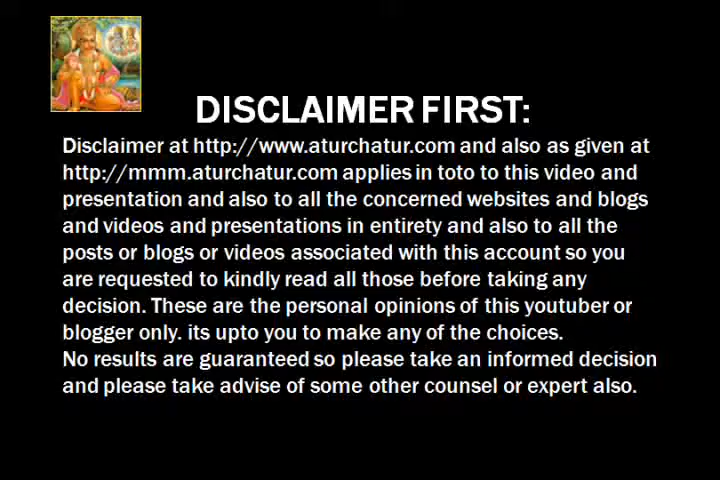 DISCLAIMER FIRST:
Disclaimer at http://www.aturchatur.com and also as given at
http://mmm.aturchatur.com applies in toto to this video and
presentation and also to all the concerned websites and blogs
and videos and presentations in entirety and also to all the
posts or blogs or videos associated with this account so you
are requested to kindly read all those before taking any
decision. These are the personal opinions of this youtuber or
blogger only. its upto you to make any of the choices.
No results are guaranteed so please take an informed decision
and please take advise of some other counsel or expert also.